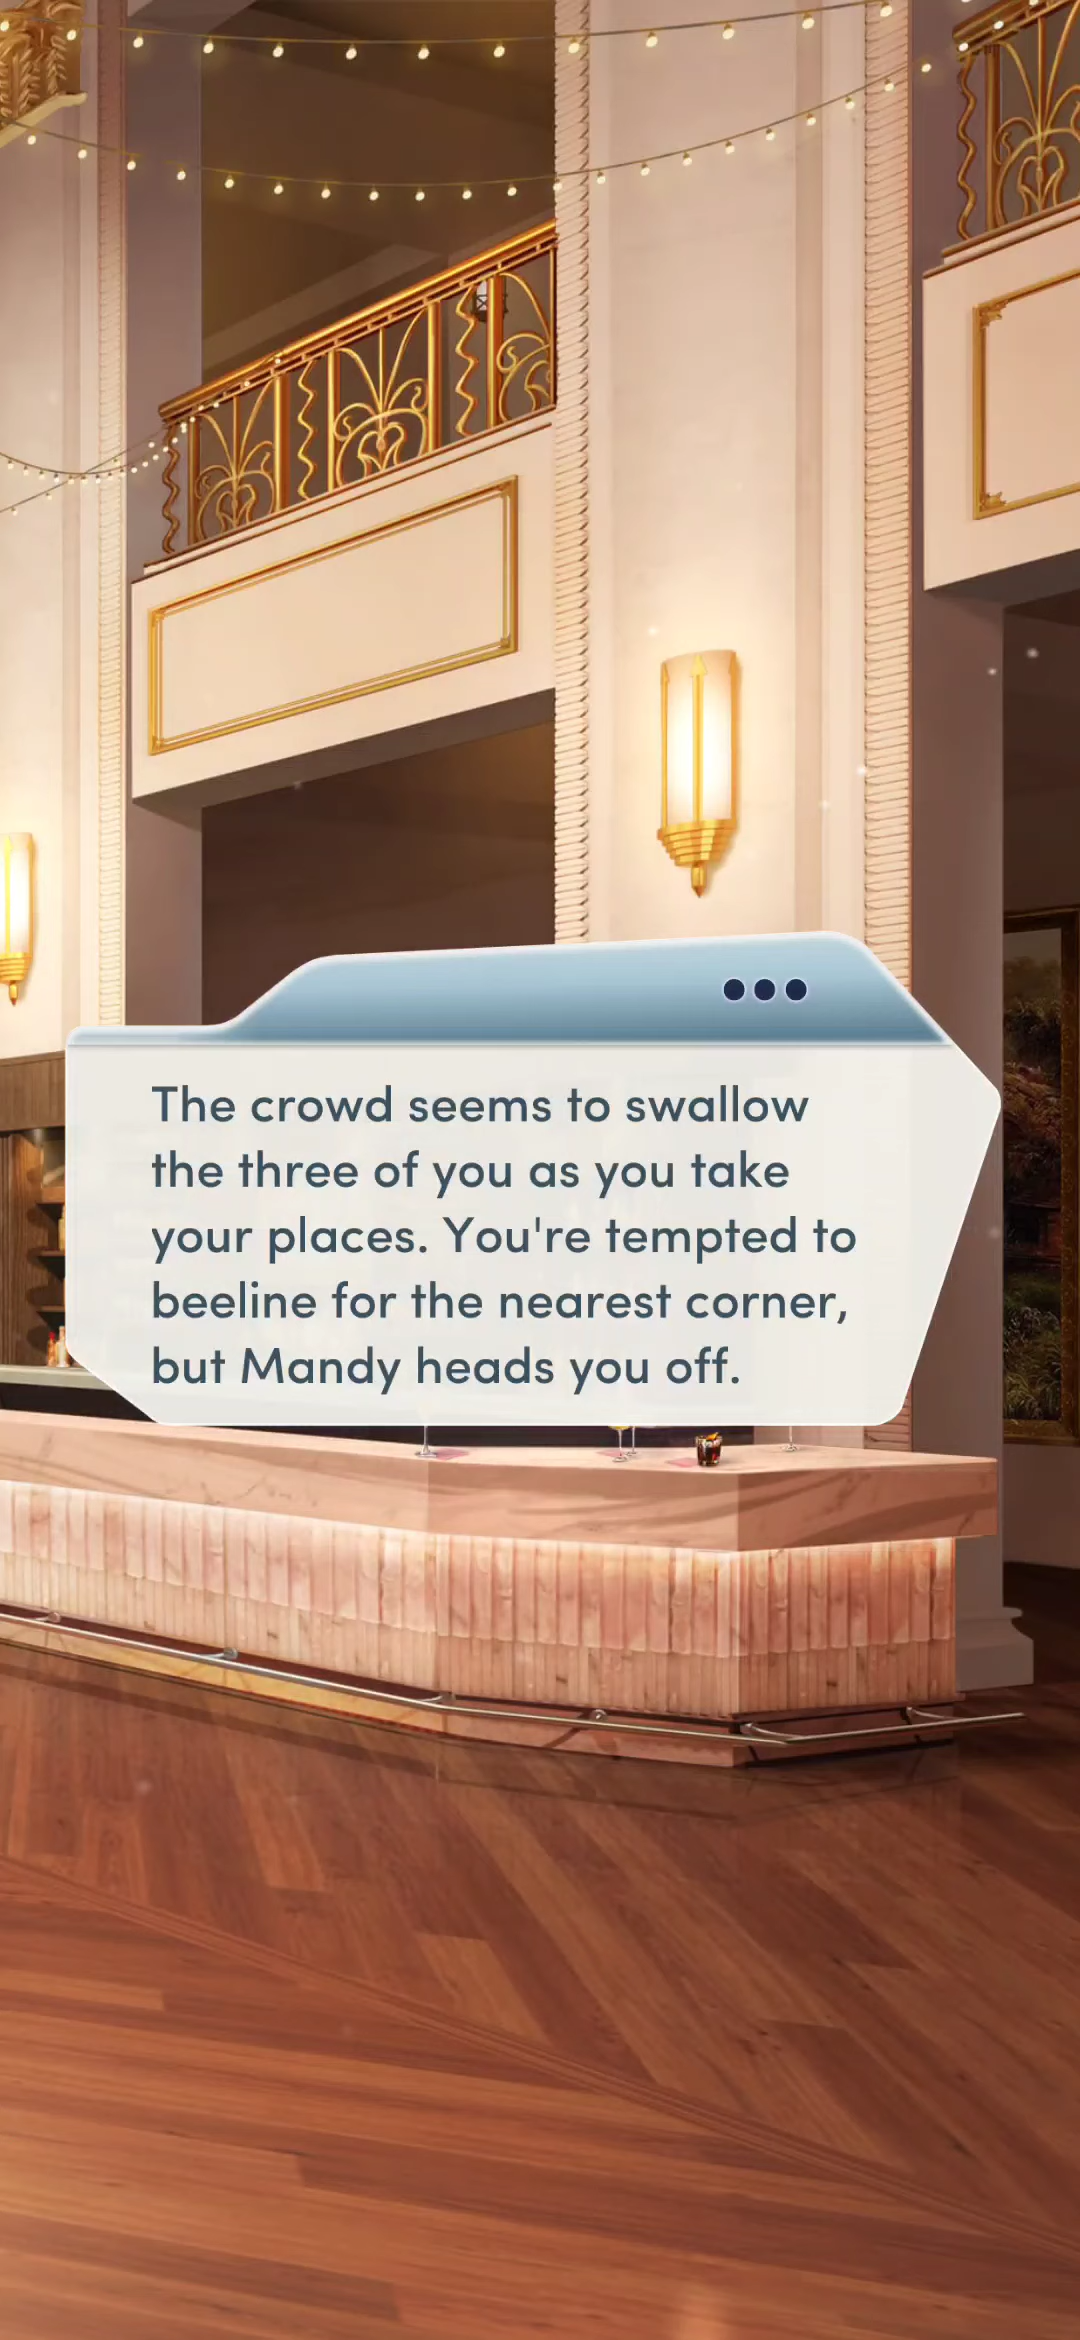 The crowd seems to swallow
the three of you as you take
your places. You're tempted to
beeline for the nearest corner,
but Mandy heads you off.